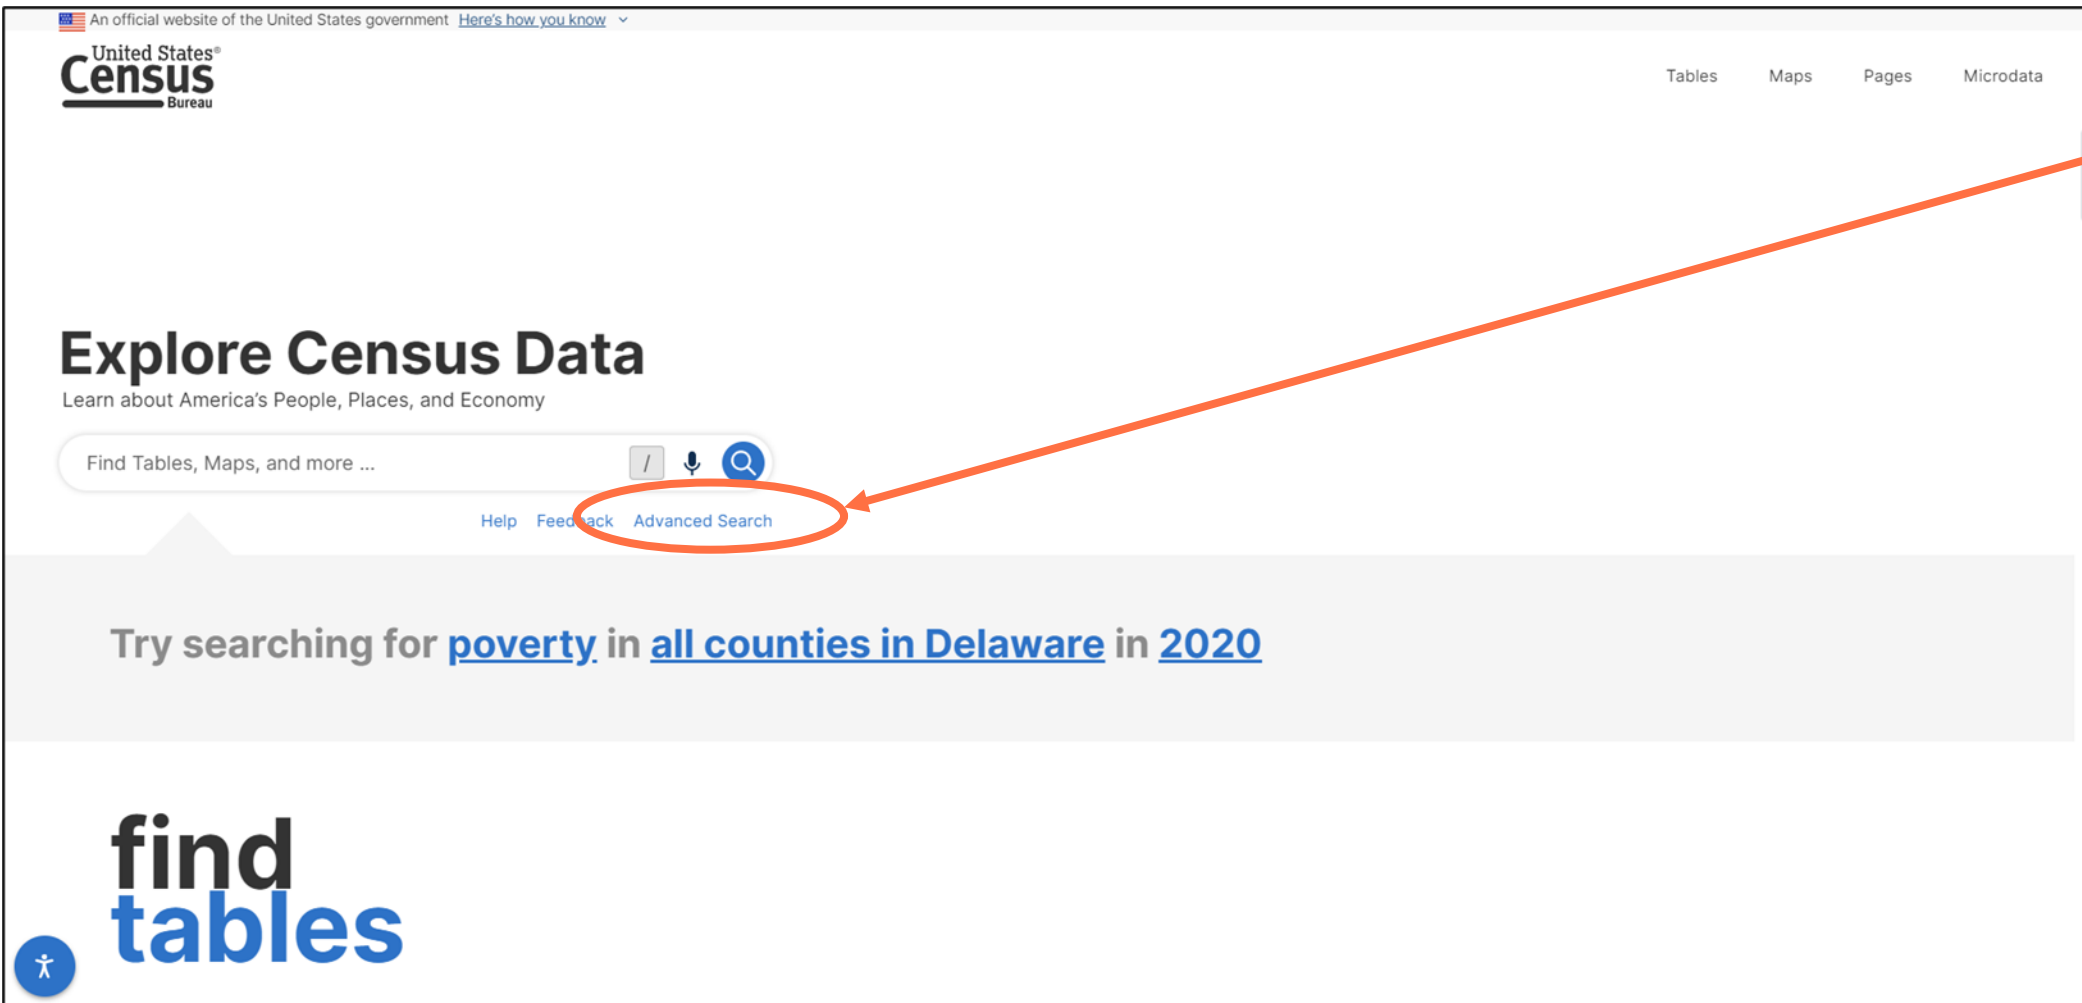 An official website of the United States government Here's how you know
United States®
Census
Bureau
Tables Maps Pages Microdata
Explore Census Data
Learn about America's People, Places, and Economy
Find Tables, Maps, and more ... /
Help Feedback Advanced Search
Try searching for poverty in all counties in Delaware in 2020
find
tables